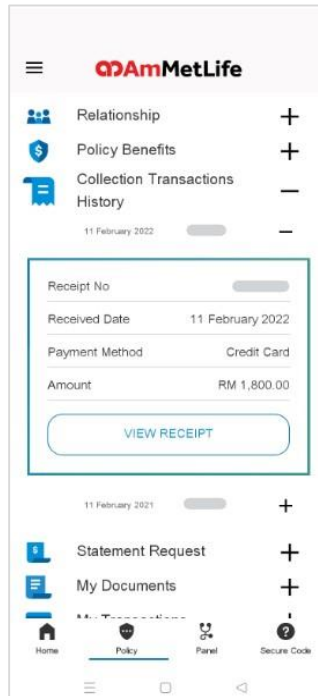 AmMetLife
Relationship
Policy Benefits
Collection Transactions
History
11 February 2022
Receipt No
Received Date 11 February 2022
Payment Method Credit Card
Amount RM 1,800.00
VIEW RECEIPT
11 February 2021
Statement Request
My Documents
My Transactions
Home Policy Panel Secure Code